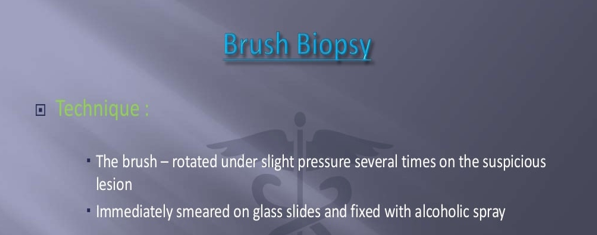 Brush Biopsy
Technique :
The brush – rotated under slight pressure several times on the suspicious
lesion
Immediately smeared on glass slides and fixed with alcoholic spray